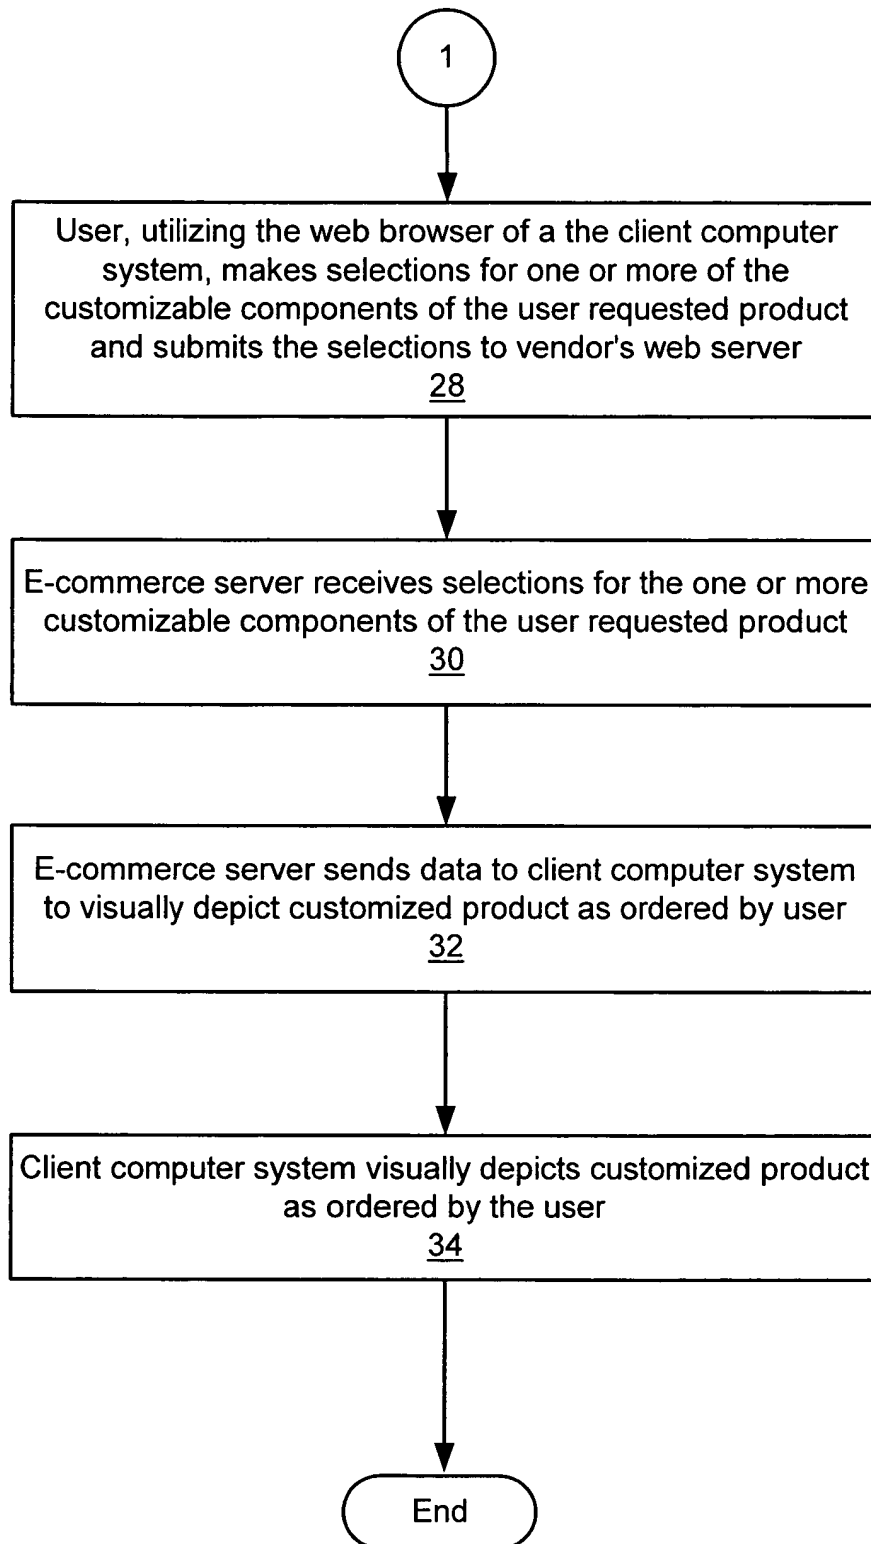 1
User, utilizing the web browser of a the client computer
system, makes selections for one or more of the
customizable components of the user requested product
and submits the selections to vendor's web server
28
E-commerce server receives selections for the one or more
customizable components of the user requested product
30
E-commerce server sends data to client computer system
to visually depict customized product as ordered by user
32
Client computer system visually depicts customized product
as ordered by the user
34
End